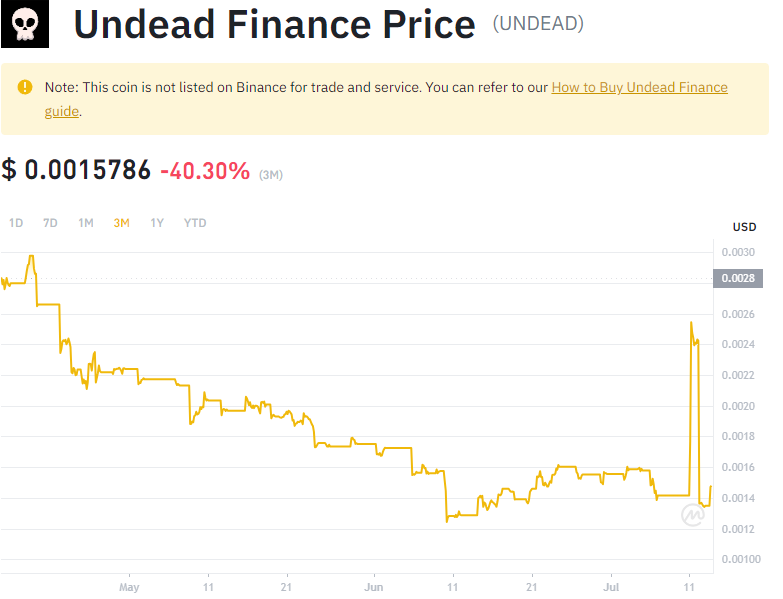 Undead Finance Price (UNDEAD)
Note: This coin is not listed on Binance for trade and service. You can refer to our How to Buy Undead Finance
guide.
$ 0.0015786 -40.30% (3M)
1D 7D 1M 3M 1Y YTD
USD
0.0030
0.0028
0.0026
0.0024
0.0022
0.0020
0.0018
0.0016
0.0014
0.0012
0.00100
May 11 21 Jun 11 21 Jul 11